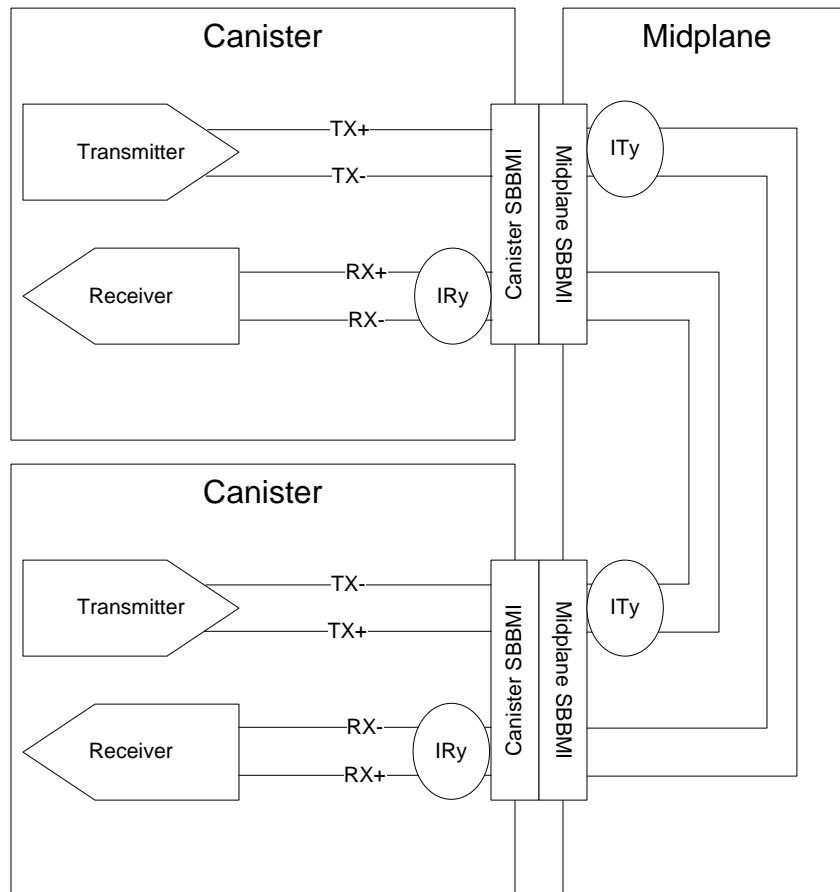 Canister
Midplane
Transmitter
TX+
TX-
Receiver
RX+
RX-
IRy
Canister SBBMI
Midplane SBBMI
ITy
Canister
Transmitter
TX-
TX+
Receiver
RX-
RX+
IRy
Canister SBBMI
Midplane SBBMI
ITy